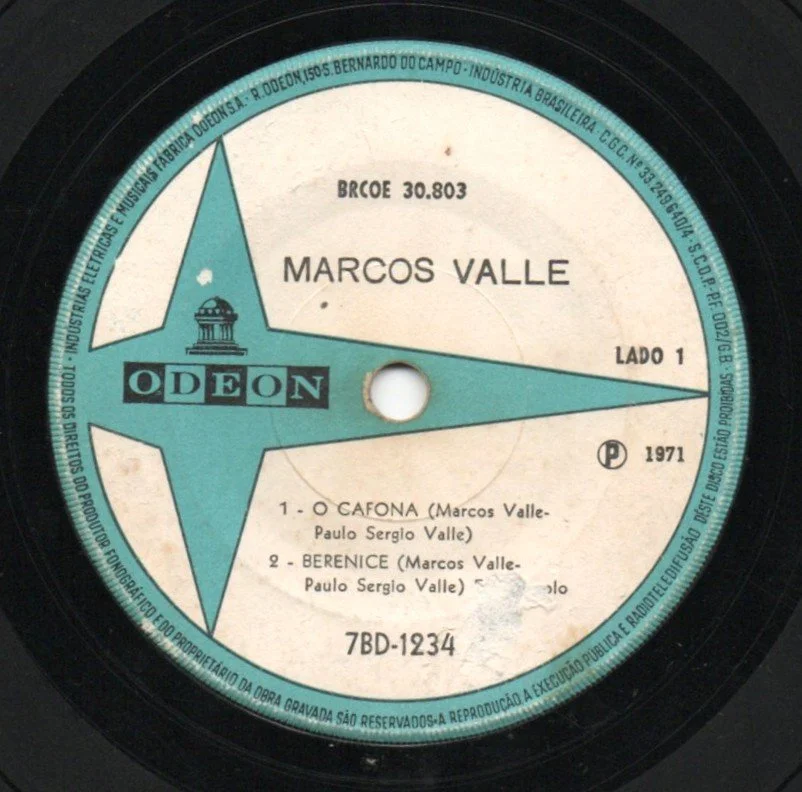 INDÚSTRIAS ELÉTRICAS E MUSICAIS FÁBRICA ODEON S.A. - R. ODEON, 150 S. BERNARDO DO CAMPO - INDÚSTRIA BRASILEIRA - C.G.C. Nº 33.249.640/4 - S.C.D.P.-P.F. 002/G.B.
BRCOE 30.803
MARCOS VALLE
LADO 1
ODEON
P 1971
1 - O CAFONA (Marcos Valle-
Paulo Sergio Valle)
2 - BERENICE (Marcos Valle-
Paulo Sergio Valle)
7BD-1234
TODOS OS DIREITOS DO PRODUTOR FONOGRÁFICO E DO PROPRIETÁRIO DA OBRA GRAVADA SÃO RESERVADOS - A REPRODUÇÃO A EXECUÇÃO PÚBLICA E RADIOTELEDIFUSÃO DÊSTE DISCO ESTÃO PROIBIDAS -